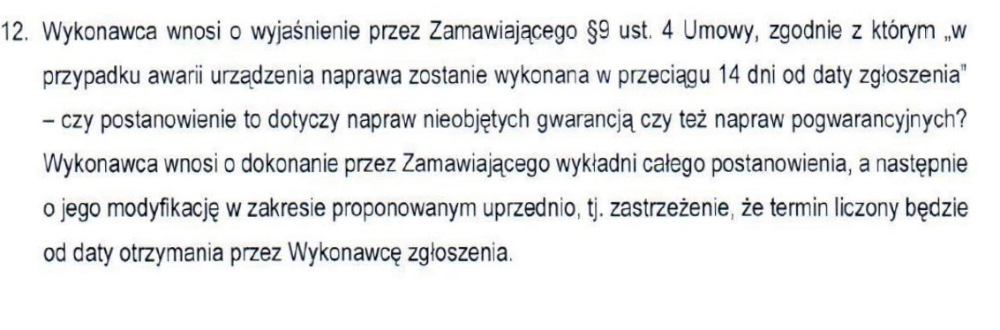 12. Wykonawca wnosi o wyjaśnienie przez Zamawiającego §9 ust. 4 Umowy, zgodnie z którym „w
przypadku awarii urządzenia naprawa zostanie wykonana w przeciągu 14 dni od daty zgłoszenia"
– czy postanowienie to dotyczy napraw nieobjętych gwarancją czy też napraw pogwarancyjnych?
Wykonawca wnosi o dokonanie przez Zamawiającego wykładni całego postanowienia, a następnie
o jego modyfikację w zakresie proponowanym uprzednio, tj. zastrzeżenie, że termin liczony będzie
od daty otrzymania przez Wykonawcę zgłoszenia.